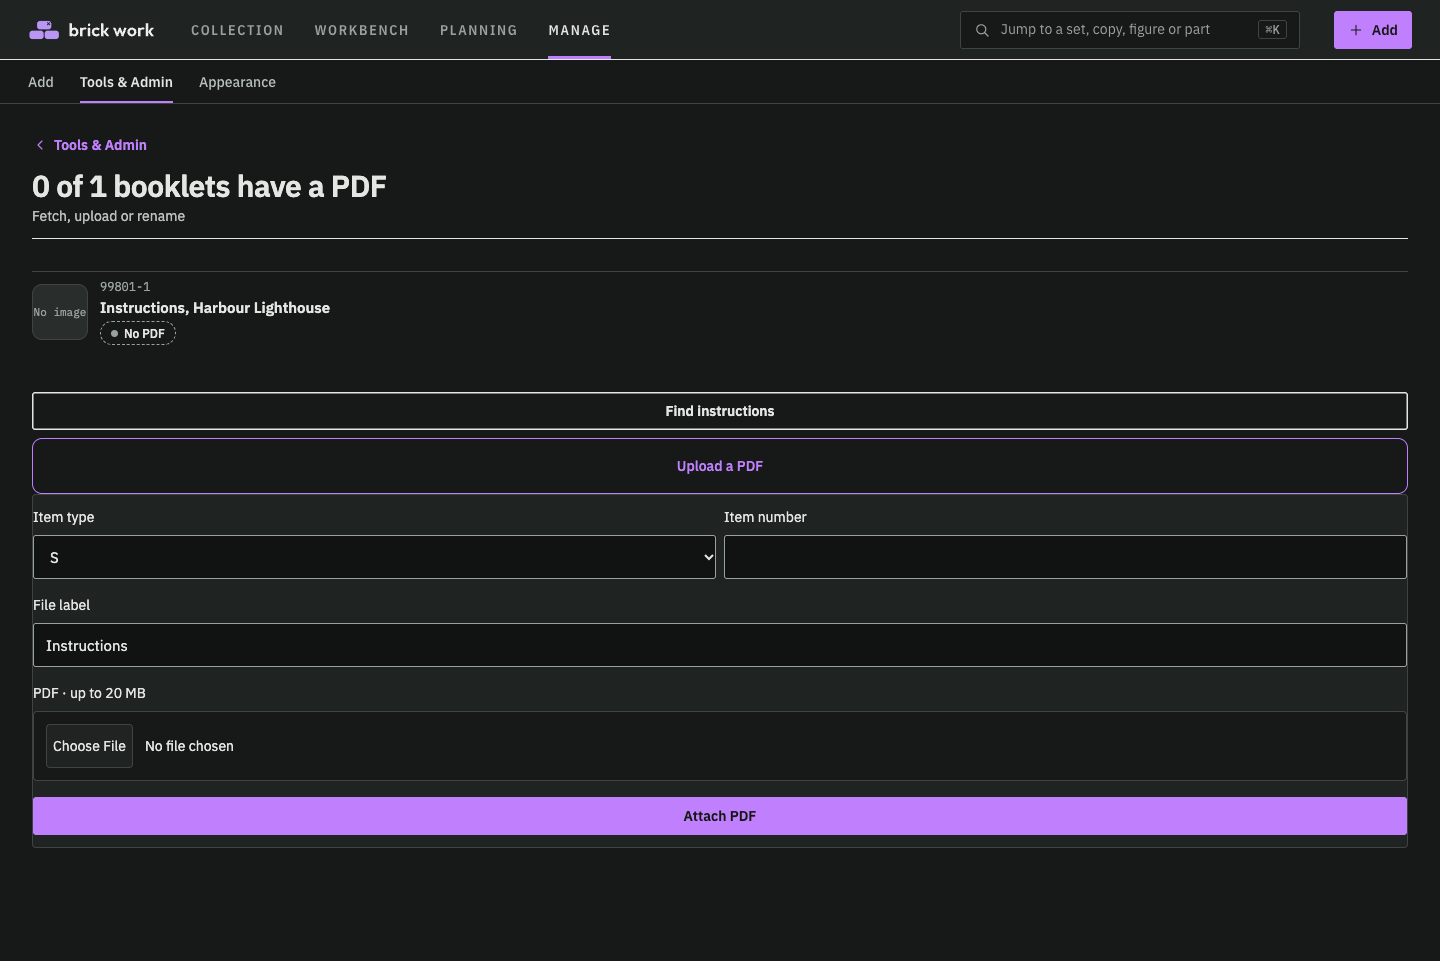 brick work
COLLECTION
WORKBENCH
PLANNING
MANAGE
Jump to a set, copy, figure or part
⌘K
+ Add
Add
Tools & Admin
Appearance
Tools & Admin
0 of 1 booklets have a PDF
Fetch, upload or rename
No image
99801-1
Instructions, Harbour Lighthouse
No PDF
Find instructions
Upload a PDF
Item type
Item number
S
File label
Instructions
PDF · up to 20 MB
Choose File
No file chosen
Attach PDF